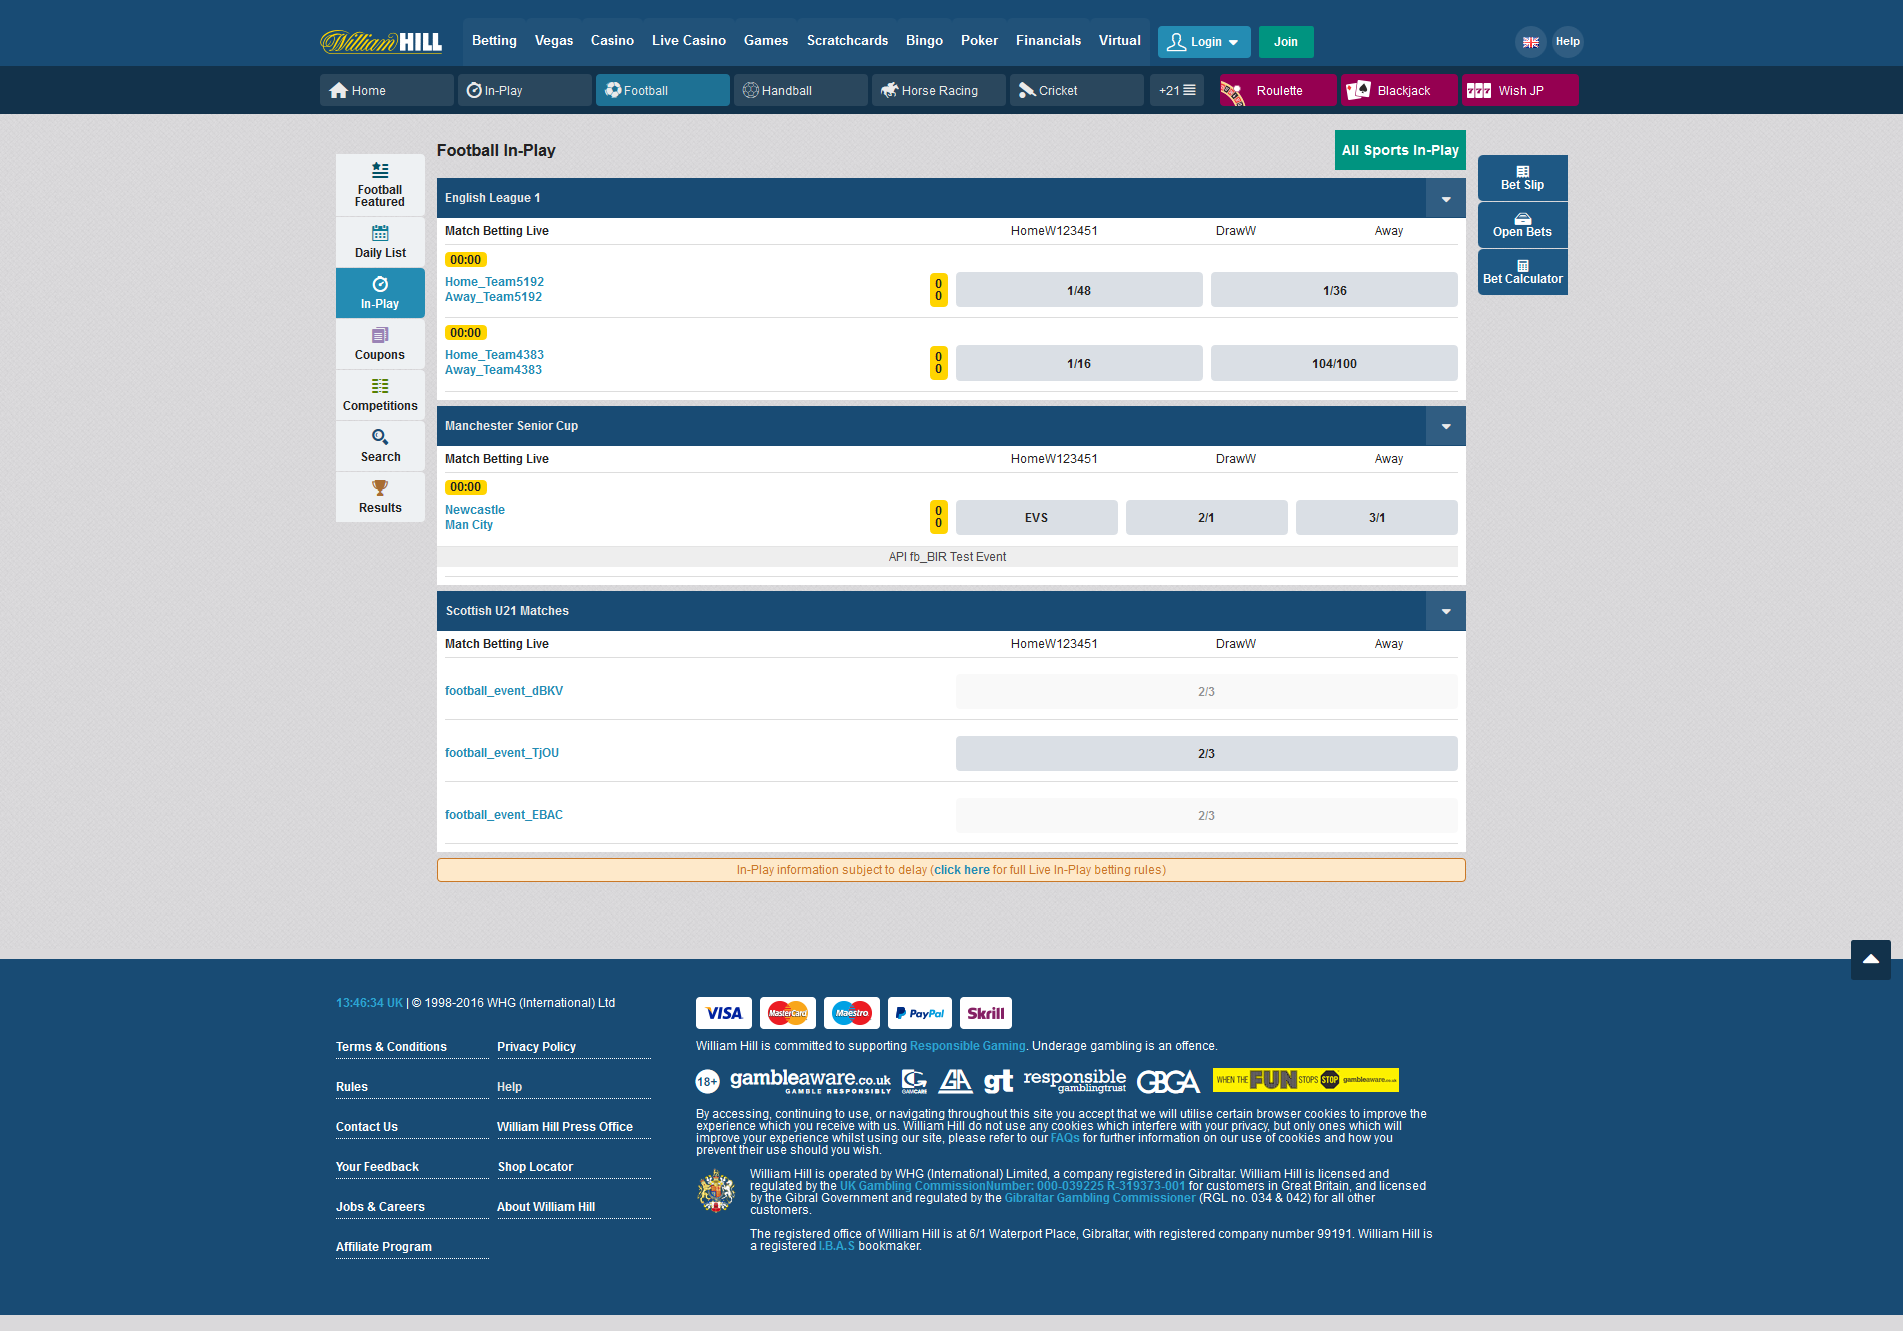 William HILL
Betting Vegas Casino Live Casino Games Scratchcards Bingo Poker Financials Virtual Login Join Help
Home In-Play Football Handball Horse Racing Cricket +21 Roulette Blackjack 777 Wish JP
Football In-Play
All Sports In-Play
Football
Featured
Daily List
In-Play
Coupons
Competitions
Search
Results
English League 1
Match Betting Live HomeW123451 DrawW Away
00:00
Home_Team5192
Away_Team5192
0
0
1/48 1/36
00:00
Home_Team4383
Away_Team4383
0
0
1/16 104/100
Manchester Senior Cup
Match Betting Live HomeW123451 DrawW Away
00:00
Newcastle
Man City
0
0
EVS 2/1 3/1
API fb_BIR Test Event
Scottish U21 Matches
Match Betting Live HomeW123451 DrawW Away
football_event_dBKV 2/3
football_event_TjOU 2/3
football_event_EBAC 2/3
In-Play information subject to delay (click here for full Live In-Play betting rules)
Bet Slip
Open Bets
Bet Calculator
13:46:34 UK | © 1998-2016 WHG (International) Ltd
Terms & Conditions Privacy Policy
Rules Help
Contact Us William Hill Press Office
Your Feedback Shop Locator
Jobs & Careers About William Hill
Affiliate Program
VISA MasterCard Maestro PayPal Skrill
William Hill is committed to supporting Responsible Gaming. Underage gambling is an offence.
18+ gambleaware.co.uk
GAMBLE RESPONSIBLY
GAMCARE
GA
gt
responsible
gamblingtrust
GBGA
WHEN THE FUN STOPS STOP gambleaware.co.uk
By accessing, continuing to use, or navigating throughout this site you accept that we will utilise certain browser cookies to improve the
experience which you receive with us. William Hill do not use any cookies which interfere with your privacy, but only ones which will
improve your experience whilst using our site, please refer to our FAQs for further information on our use of cookies and how you
prevent their use should you wish.
William Hill is operated by WHG (International) Limited, a company registered in Gibraltar. William Hill is licensed and
regulated by the UK Gambling CommissionNumber: 000-039225 R-319373-001 for customers in Great Britain, and licensed
by the Gibral Government and regulated by the Gibraltar Gambling Commissioner (RGL no. 034 & 042) for all other
customers.
The registered office of William Hill is at 6/1 Waterport Place, Gibraltar, with registered company number 99191. William Hill is
a registered I.B.A.S bookmaker.